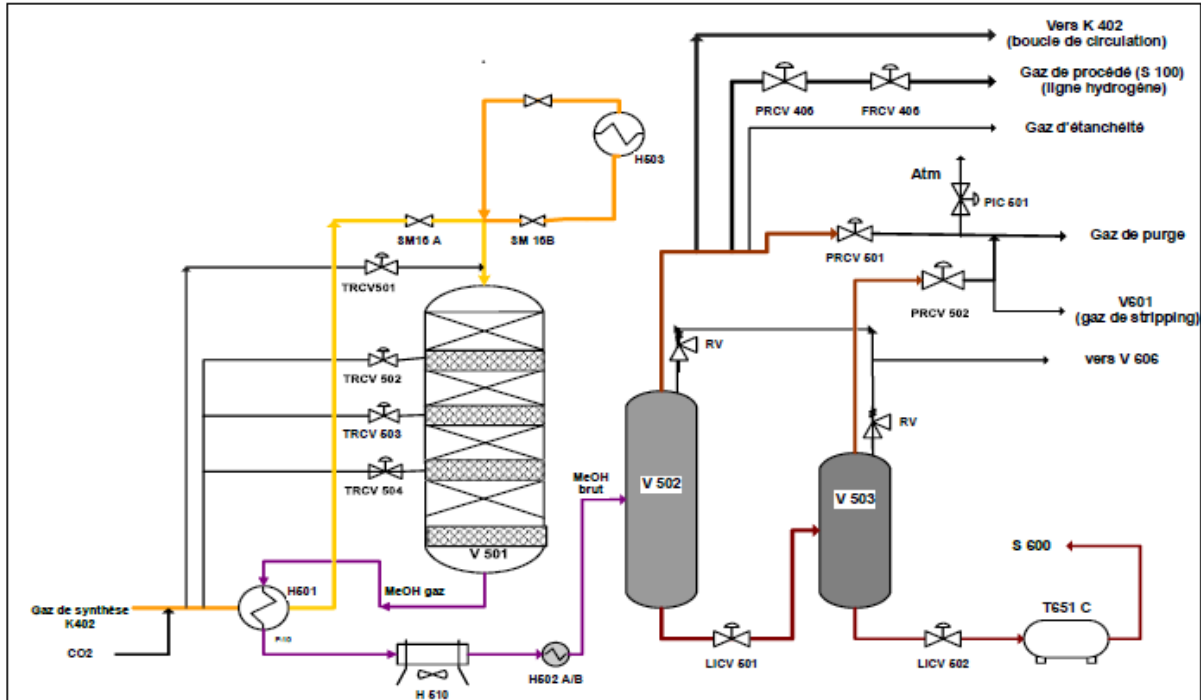 Vers K 402
(boucle de circulation)
Gaz de procédé (S 100)
(ligne hydrogène)
PRCV 406
FRCV 406
Gaz d'étanchéité
H503
Atm
PIC 501
SM16 A
SM 16B
PRCV 501
Gaz de purge
TRCV501
PRCV 502
V601
(gaz de stripping)
RV
vers V 606
TRCV 502
TRCV 503
RV
TRCV 504
MeOH
brut
V 502
V 503
V 501
S 600
H501
MeOH gaz
Gaz de synthèse
K402
T651 C
CO2
H 510
H502 A/B
LICV 501
LICV 502